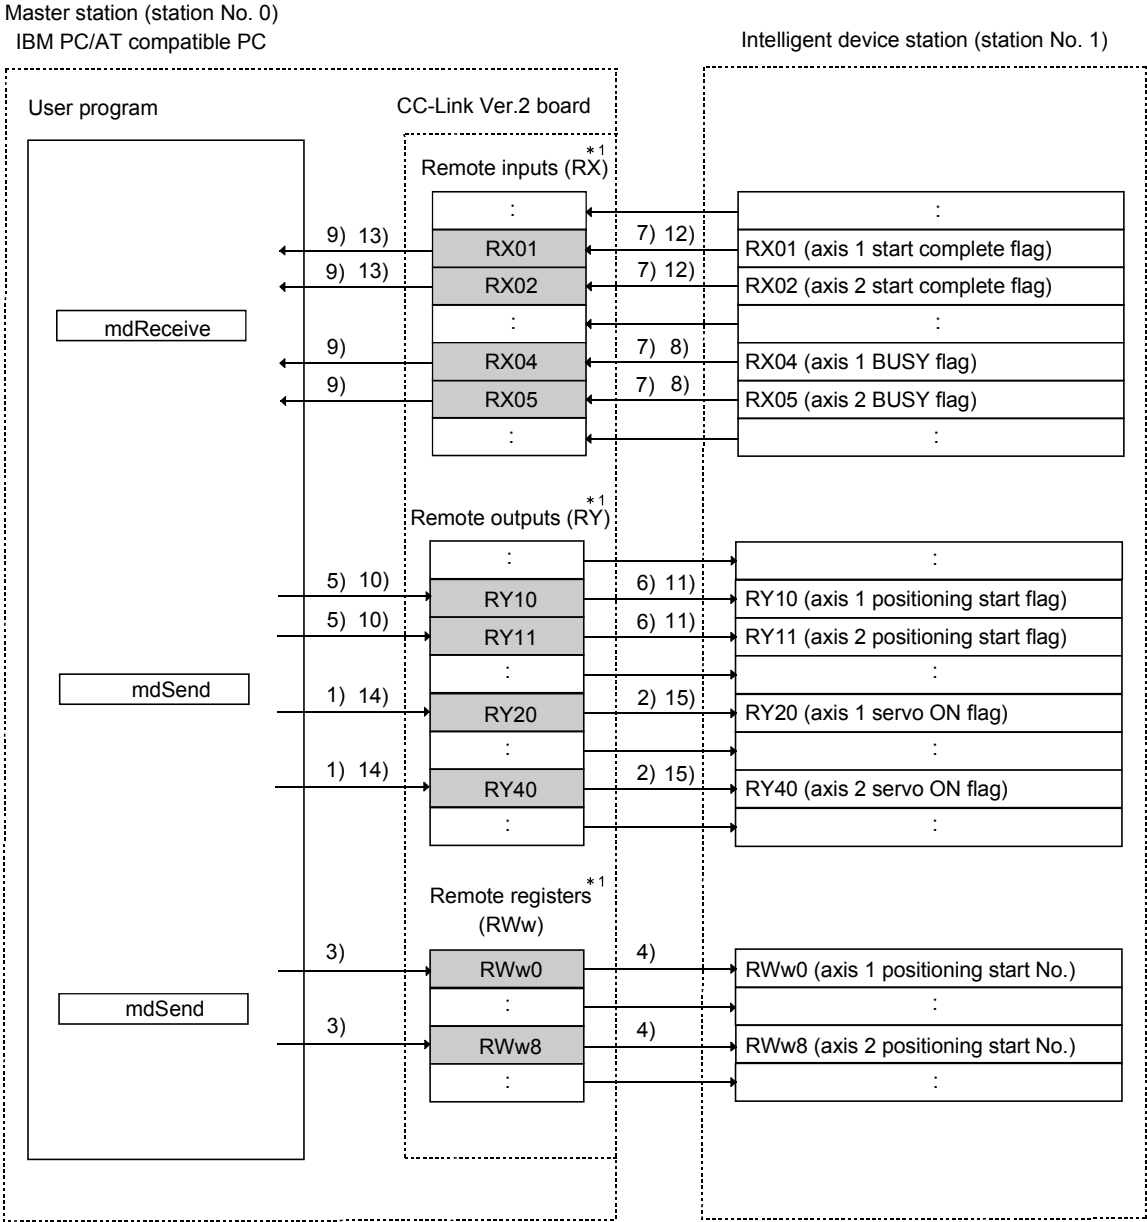 Master station (station No. 0)
IBM PC/AT compatible PC
Intelligent device station (station No. 1)
User program
CC-Link Ver.2 board
Remote inputs (RX)*1
:
:
9) 13)
RX01
7) 12)
RX01 (axis 1 start complete flag)
9) 13)
RX02
7) 12)
RX02 (axis 2 start complete flag)
mdReceive
:
:
9)
RX04
7) 8)
RX04 (axis 1 BUSY flag)
9)
RX05
7) 8)
RX05 (axis 2 BUSY flag)
:
:
Remote outputs (RY)*1
:
:
5) 10)
RY10
6) 11)
RY10 (axis 1 positioning start flag)
5) 10)
RY11
6) 11)
RY11 (axis 2 positioning start flag)
:
:
mdSend
1) 14)
RY20
2) 15)
RY20 (axis 1 servo ON flag)
:
:
1) 14)
RY40
2) 15)
RY40 (axis 2 servo ON flag)
:
:
Remote registers*1
(RWw)
3)
RWw0
4)
RWw0 (axis 1 positioning start No.)
mdSend
:
:
3)
RWw8
4)
RWw8 (axis 2 positioning start No.)
:
: